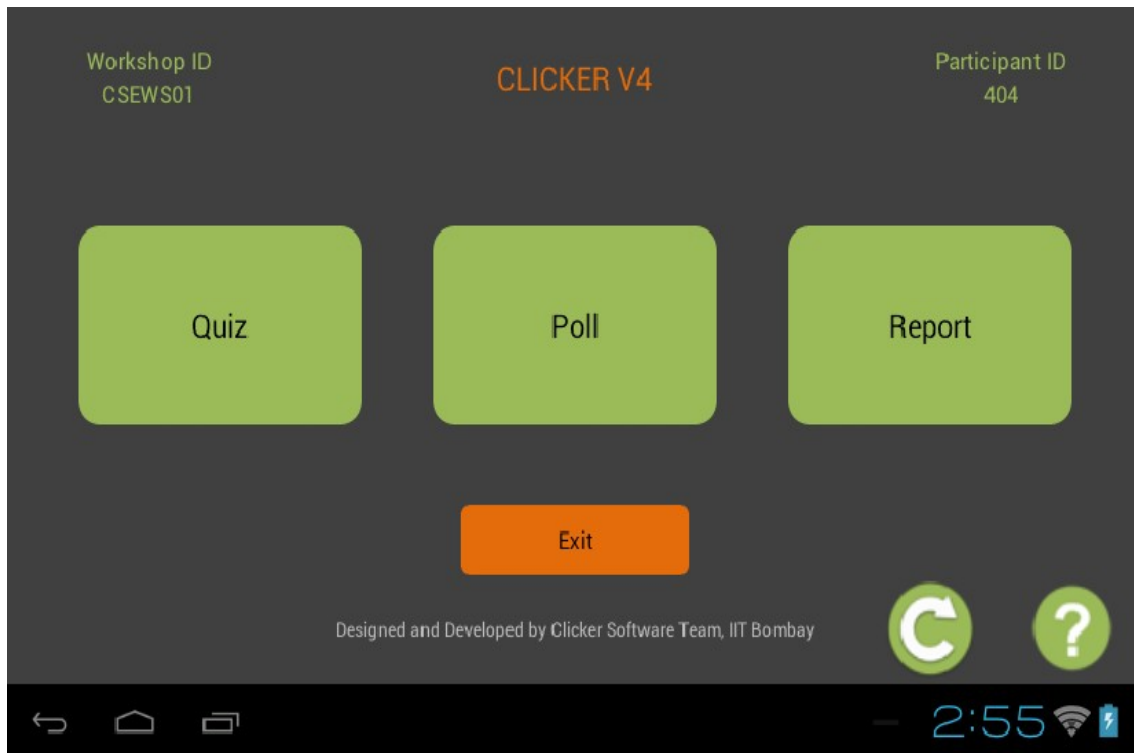 Workshop ID
CSEWS01
CLICKER V4
Participant ID
404
Quiz
Poll
Report
Exit
Designed and Developed by Clicker Software Team, IIT Bombay
?
2:55